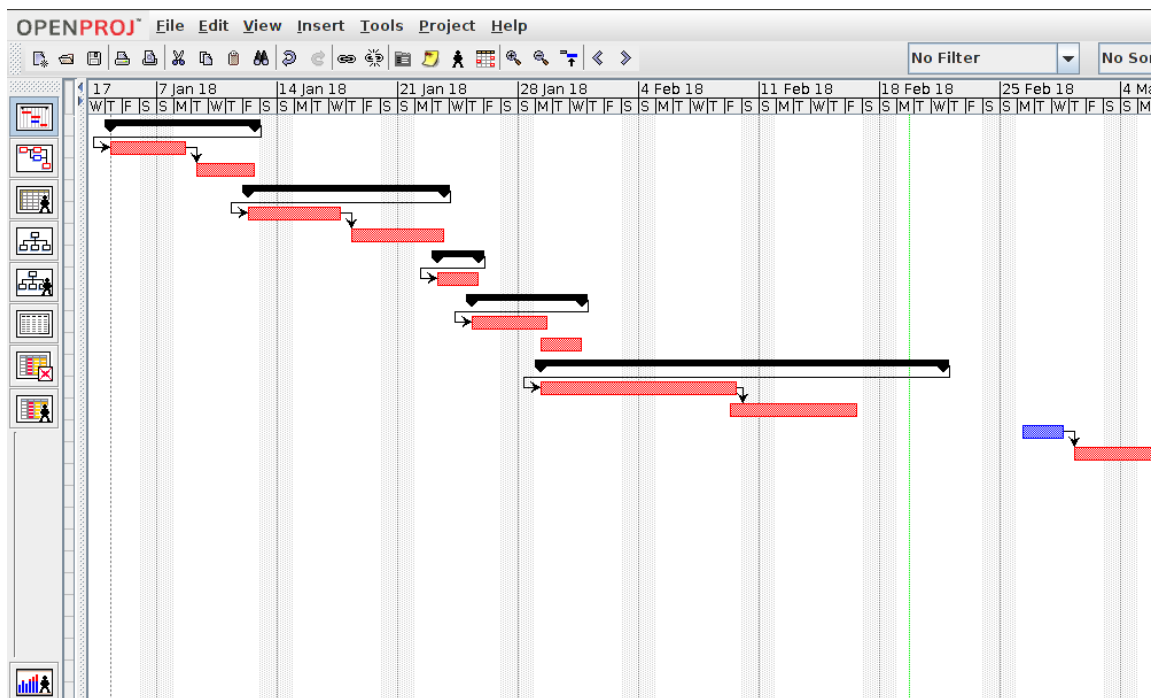 OPENPROJ™ File Edit View Insert Tools Project Help
No Filter No Sor
17 7 Jan 18 14 Jan 18 21 Jan 18 28 Jan 18 4 Feb 18 11 Feb 18 18 Feb 18 25 Feb 18 4 Ma
W T F S S M T W T F S S M T W T F S S M T W T F S S M T W T F S S M T W T F S S M T W T F S S M T W T F S S M T W T F S S M